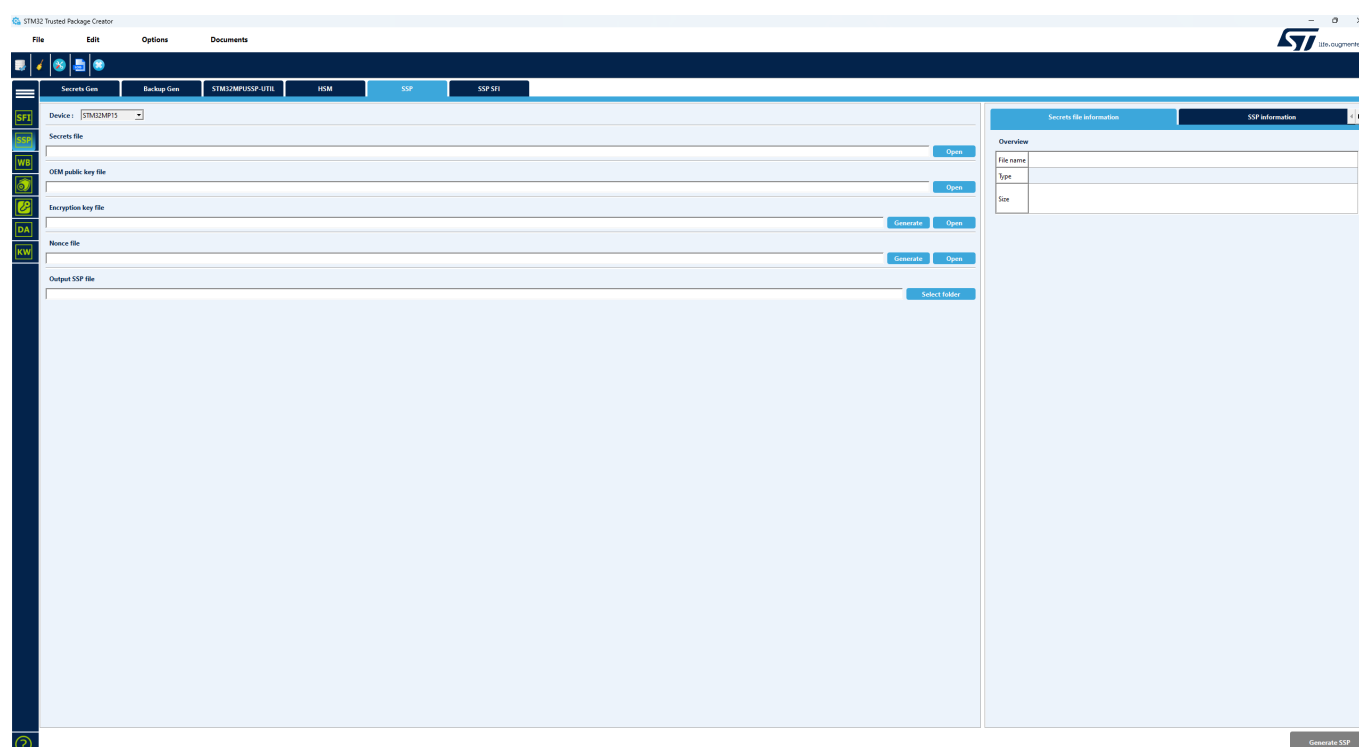 STM32 Trusted Package Creator
File Edit Options Documents
ST life.augmente
Secrets Gen Backup Gen STM32MPUSSP-UTIL HSM SSP SSP SFI
SFI
SSP
WB
DA
KW
Device : STM32MP15
Secrets file
Open
OEM public key file
Open
Encryption key file
Generate Open
Nonce file
Generate Open
Output SSP file
Select folder
Secrets file information SSP information
Overview
File name
Type
Size
?
Generate SSP